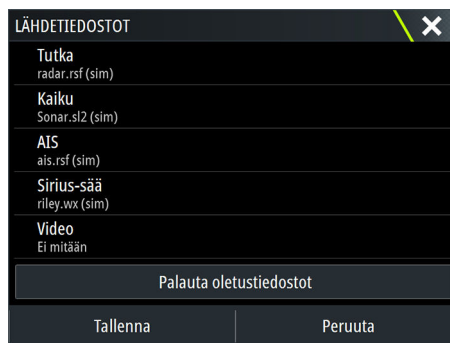 LÄHDETIEDOSTOT
Tutka
radar.rsf (sim)
Kaiku
Sonar.sl2 (sim)
AIS
ais.rsf (sim)
Sirius-sää
riley.wx (sim)
Video
Ei mitään
Palauta oletustiedostot
Tallenna
Peruuta